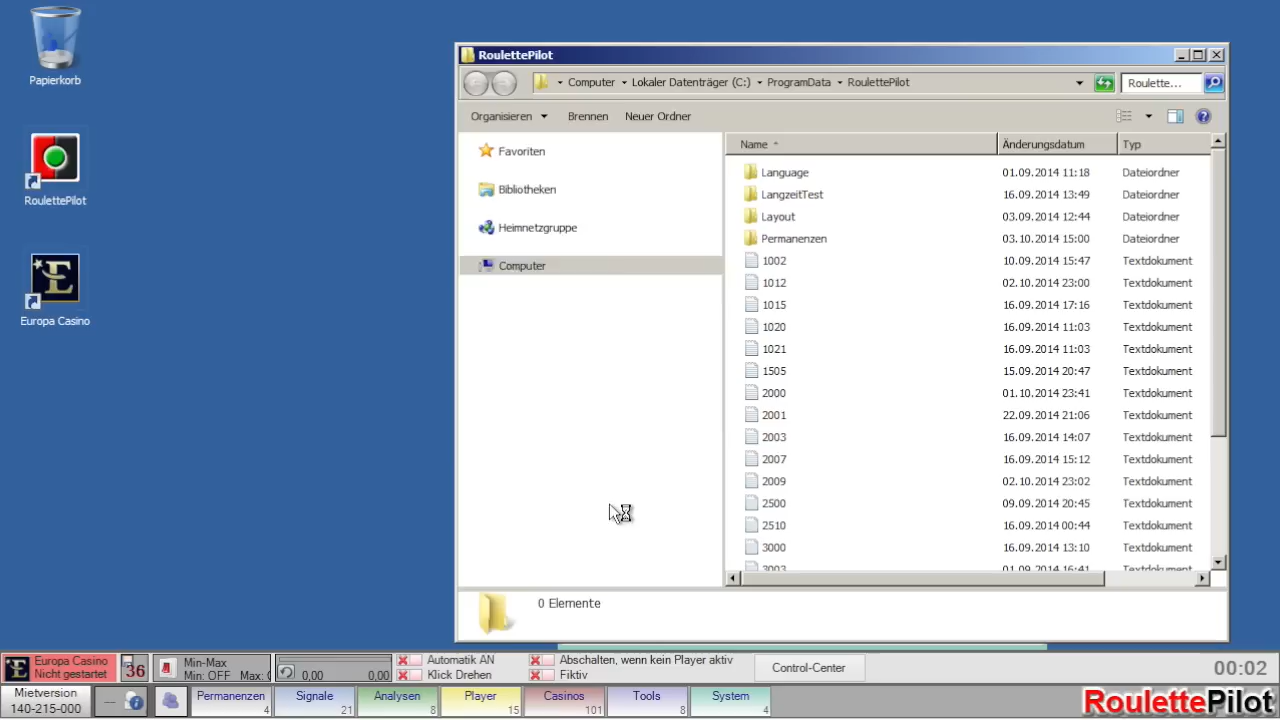 Papierkorb
RoulettePilot
Europa Casino
RoulettePilot
Computer Lokaler Datenträger (C:) ProgramData RoulettePilot
Roulette...
Organisieren Brennen Neuer Ordner
Favoriten
Bibliotheken
Heimnetzgruppe
Computer
Name Änderungsdatum Typ
Language 01.09.2014 11:18 Dateiordner
LangzeitTest 16.09.2014 13:49 Dateiordner
Layout 03.09.2014 12:44 Dateiordner
Permanenzen 03.10.2014 15:00 Dateiordner
1002 10.09.2014 15:47 Textdokument
1012 02.10.2014 23:00 Textdokument
1015 16.09.2014 17:16 Textdokument
1020 16.09.2014 11:03 Textdokument
1021 16.09.2014 11:03 Textdokument
1505 15.09.2014 20:47 Textdokument
2000 01.10.2014 23:41 Textdokument
2001 22.09.2014 21:06 Textdokument
2003 16.09.2014 14:07 Textdokument
2007 16.09.2014 15:12 Textdokument
2009 02.10.2014 23:02 Textdokument
2500 09.09.2014 20:45 Textdokument
2510 16.09.2014 00:44 Textdokument
3000 16.09.2014 13:10 Textdokument
3003 01.09.2014 16:41 Textdokument
0 Elemente
Europa Casino
Nicht gestartet
36
Min-Max
Min: OFF Max:
0,00 0,00
Automatik AN
Klick Drehen
Abschalten, wenn kein Player aktiv
Fiktiv
Control-Center
00:02
Mietversion
140-215-000
Permanenzen
4
Signale
21
Analysen
8
Player
15
Casinos
101
Tools
8
System
4
RoulettePilot